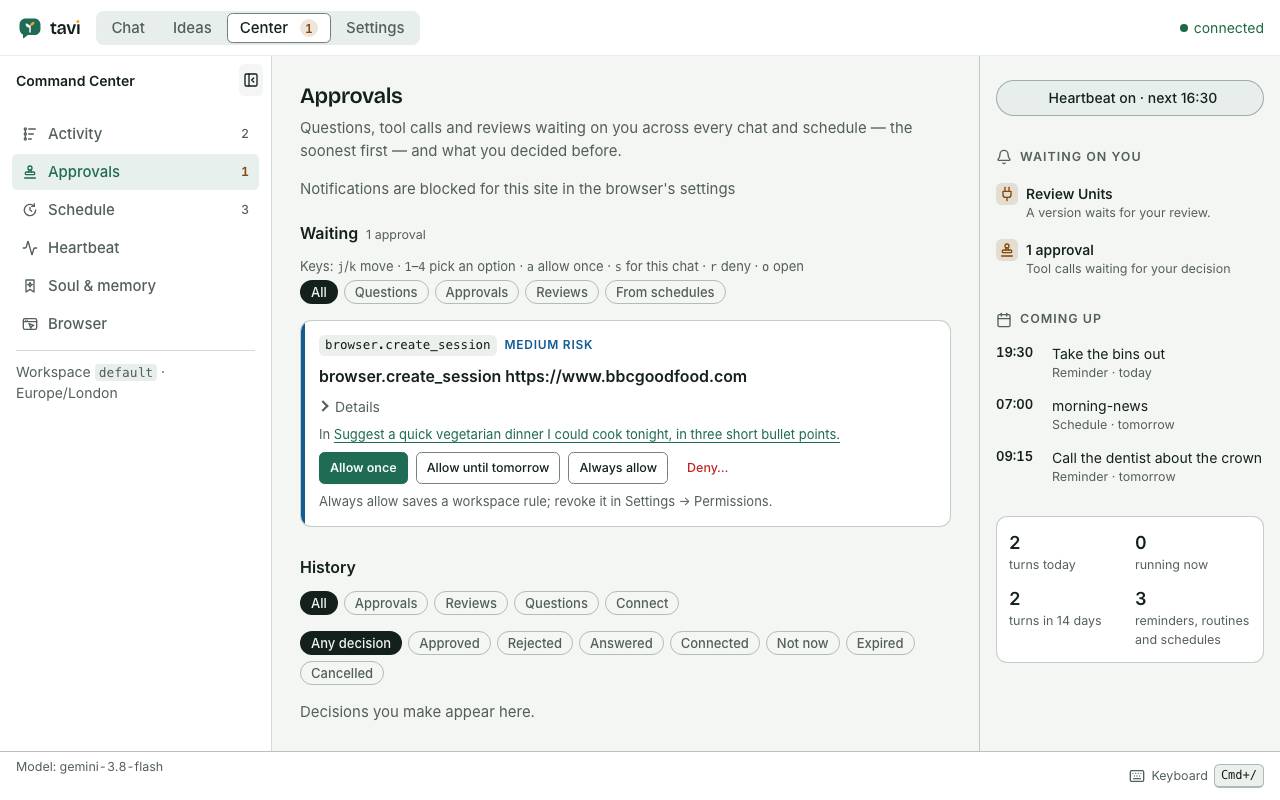 tavi
Chat
Ideas
Center 1
Settings
connected
Command Center
Activity 2
Approvals 1
Schedule 3
Heartbeat
Soul & memory
Browser
Workspace default ·
Europe/London
Approvals
Questions, tool calls and reviews waiting on you across every chat and schedule — the
soonest first — and what you decided before.
Notifications are blocked for this site in the browser's settings
Waiting 1 approval
Keys: j/k move · 1–4 pick an option · a allow once · s for this chat · r deny · o open
All Questions Approvals Reviews From schedules
browser.create_session MEDIUM RISK
browser.create_session https://www.bbcgoodfood.com
Details
In Suggest a quick vegetarian dinner I could cook tonight, in three short bullet points.
Allow once Allow until tomorrow Always allow Deny...
Always allow saves a workspace rule; revoke it in Settings → Permissions.
History
All Approvals Reviews Questions Connect
Any decision Approved Rejected Answered Connected Not now Expired
Cancelled
Decisions you make appear here.
Heartbeat on · next 16:30
WAITING ON YOU
Review Units
A version waits for your review.
1 approval
Tool calls waiting for your decision
COMING UP
19:30 Take the bins out
Reminder · today
07:00 morning-news
Schedule · tomorrow
09:15 Call the dentist about the crown
Reminder · tomorrow
2 0
turns today running now
2 3
turns in 14 days reminders, routines
and schedules
Model: gemini-3.8-flash
Keyboard Cmd+/